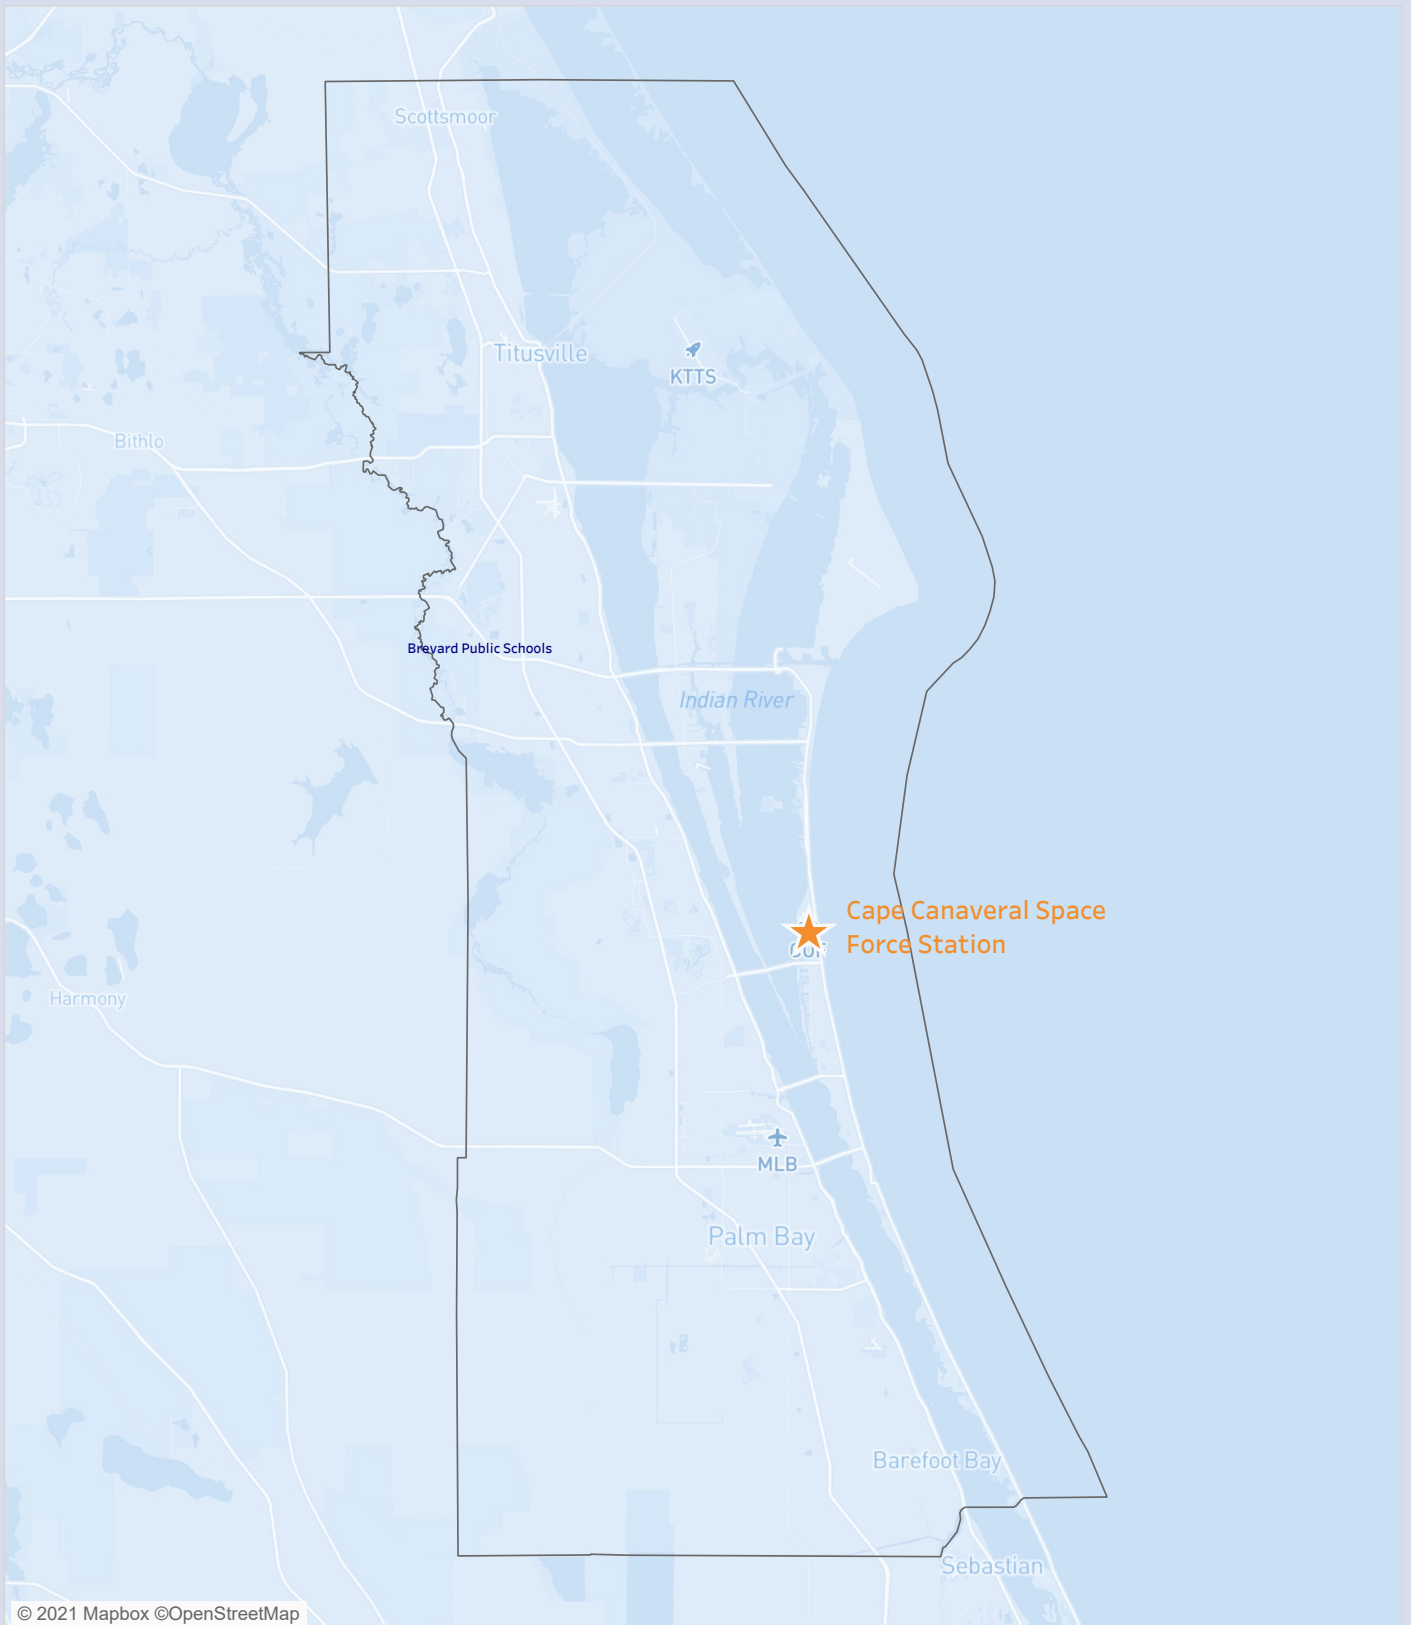 Scottsmoor
Titusville
KTTS
Bithlo
Brevard Public Schools
Indian River
Cape Canaveral Space
Force Station
COF
Harmony
MLB
Palm Bay
Barefoot Bay
Sebastian
© 2021 Mapbox ©OpenStreetMap